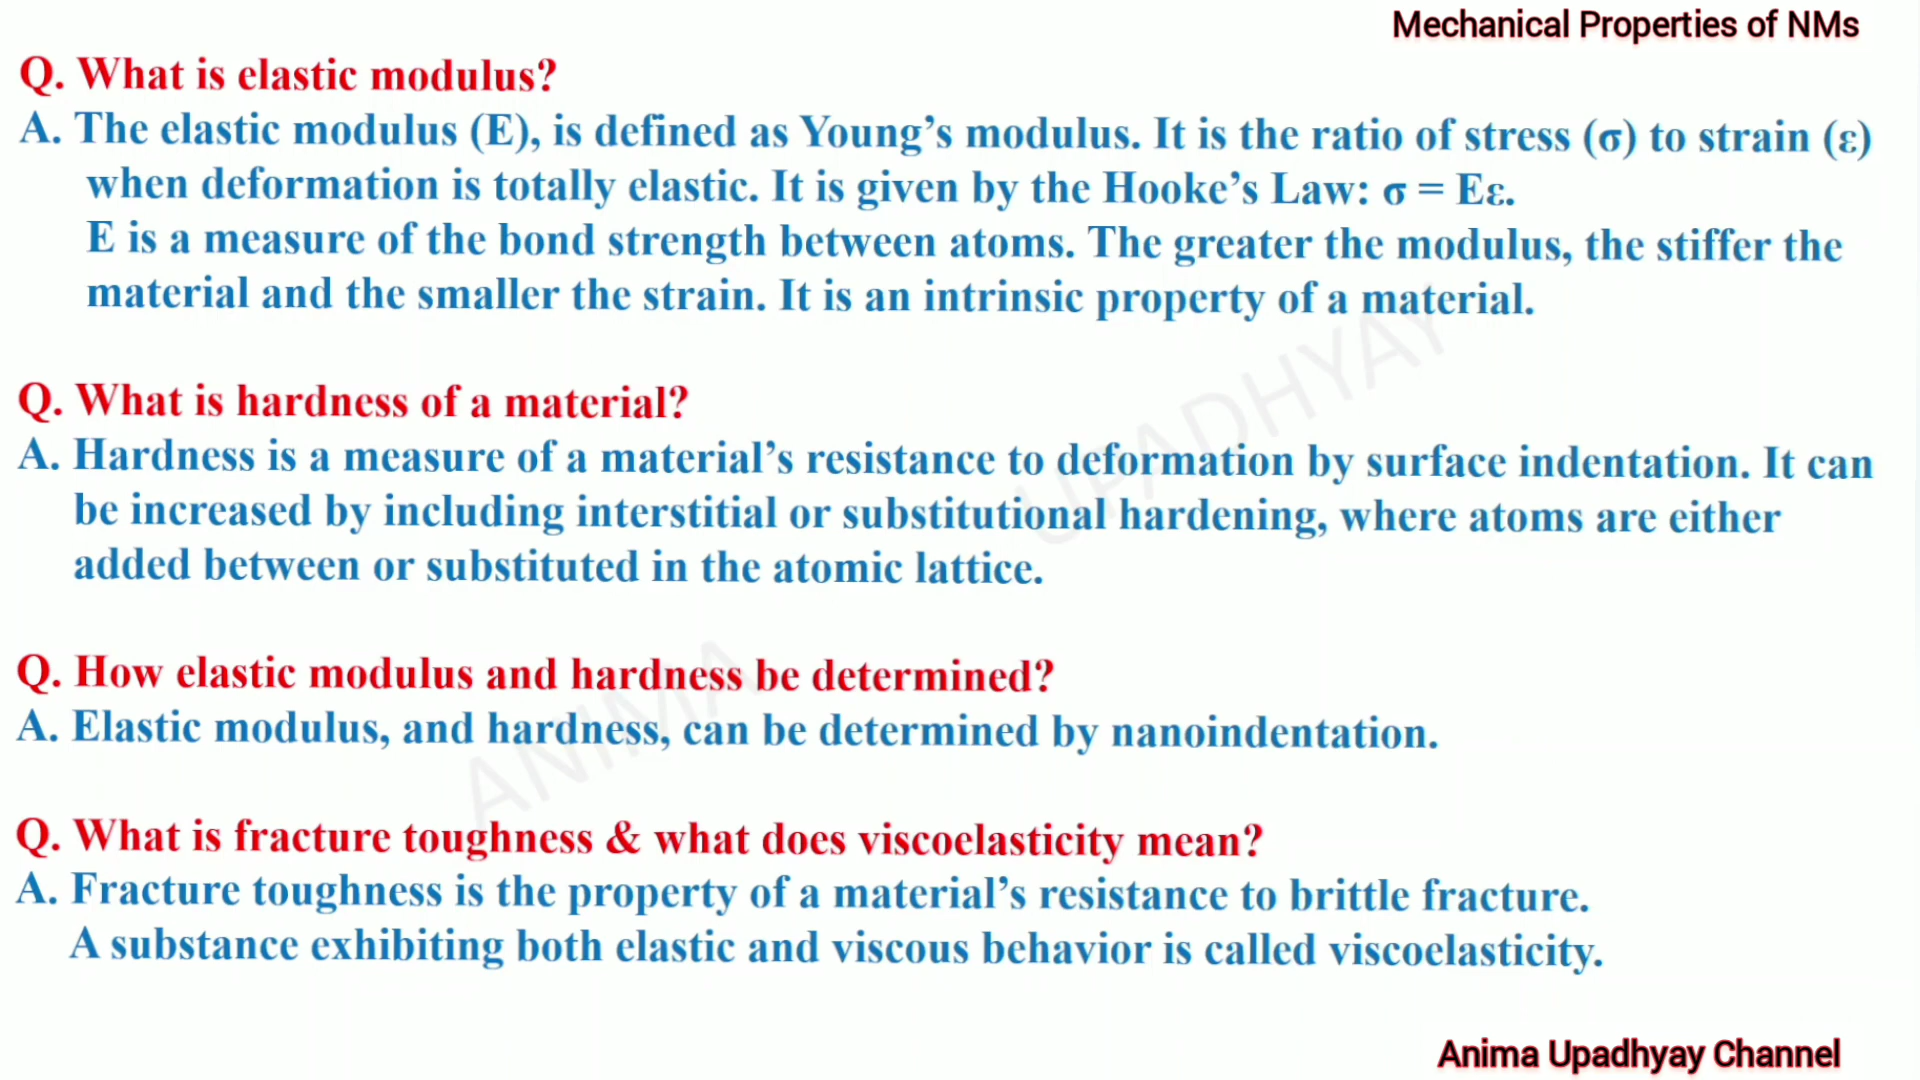 Mechanical Properties of NMs
Q. What is elastic modulus?
A. The elastic modulus (E), is defined as Young’s modulus. It is the ratio of stress (σ) to strain (ε)
when deformation is totally elastic. It is given by the Hooke’s Law: σ = Eε.
E is a measure of the bond strength between atoms. The greater the modulus, the stiffer the
material and the smaller the strain. It is an intrinsic property of a material.
Q. What is hardness of a material?
A. Hardness is a measure of a material’s resistance to deformation by surface indentation. It can
be increased by including interstitial or substitutional hardening, where atoms are either
added between or substituted in the atomic lattice.
Q. How elastic modulus and hardness be determined?
A. Elastic modulus, and hardness, can be determined by nanoindentation.
Q. What is fracture toughness & what does viscoelasticity mean?
A. Fracture toughness is the property of a material’s resistance to brittle fracture.
A substance exhibiting both elastic and viscous behavior is called viscoelasticity.
ANIMA UPADHYAY
Anima Upadhyay Channel